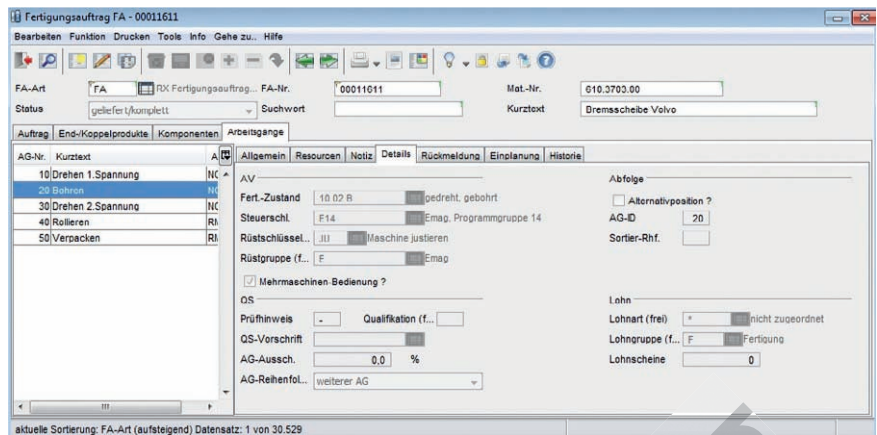 Fertigungsauftrag FA - 00011611
Bearbeiten Funktion Drucken Tools Info Gehe zu.. Hilfe
FA-Art FA RX Fertigungsauftrag... FA-Nr. 00011611 Mat.-Nr. 610.3703.00
Status geliefert/komplett Suchwort Kurztext Bremsscheibe Volvo
Auftrag End-/Koppelprodukte Komponenten Arbeitsgänge
AG-Nr. Kurztext A Allgemein Resourcen Notiz Details Rückmeldung Einplanung Historie
10 Drehen 1.Spannung NC
20 Bohren NC
30 Drehen 2.Spannung NC
40 Rollieren RN
50 Verpacken RN
AV Abfolge
Fert.-Zustand 10 02 B gedreht, gebohrt Alternativposition ?
Steuerschl. E14 Emag, Programmgruppe 14 AG-ID 20
Rüstschlüssel... JU Maschine justieren Sortier-Rhf.
Rüstgruppe (f... F Emag
Mehrmaschinen-Bedienung ?
QS Lohn
Prüfhinweis - Qualifikation (f... Lohnart (frei) * nicht zugeordnet
QS-Vorschrift Lohngruppe (f... F Fertigung
AG-Aussch. 0,0 % Lohnscheine 0
AG-Reihenfol... weiterer AG
aktuelle Sortierung: FA-Art (aufsteigend) Datensatz: 1 von 30.529